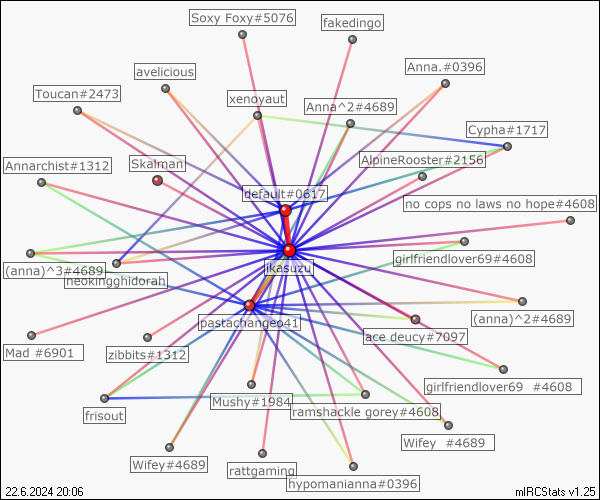 Soxy Foxy#5076
fakedingo
Anna.#0396
avelicious
Toucan#2473
xenoyaut
Anna^2#4689
Cypha#1717
AlpineRooster#2156
Annarchist#1312
Skalman
default#0617
no cops no laws no hope#4608
girlfriendlover69#4608
(anna)^3#4689
neokingghidorah
jkasuzu
(anna)^2#4689
pastachangeo41
ace deucy#7097
Mad #6901
zibbits#1312
girlfriendlover69 #4608
Mushy#1984
ramshackle gorey#4608
frisout
Wifey #4689
Wifey#4689
rattgaming
hypomanianna#0396
22.6.2024 20:06
mIRCStats v1.25